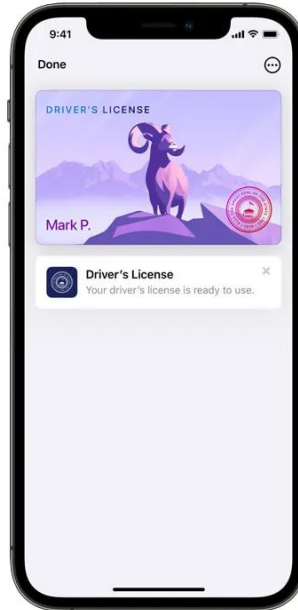 9:41
Done
DRIVER'S LICENSE
Mark P.
Driver's License
Your driver's license is ready to use.